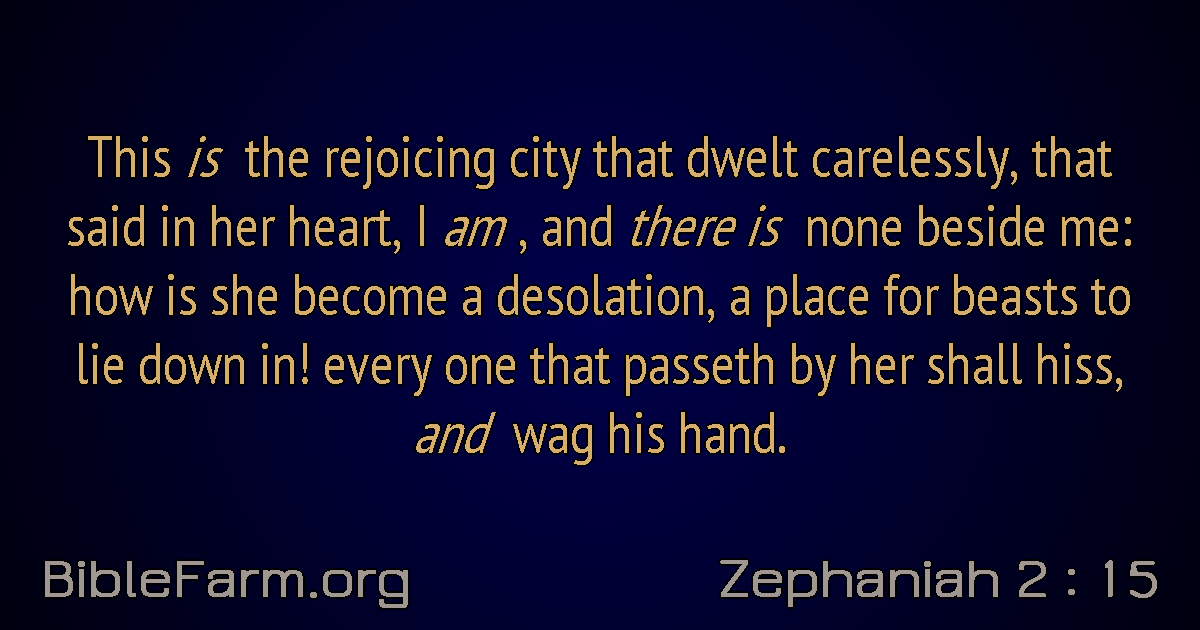 This is the rejoicing city that dwelt carelessly, that
said in her heart, I am , and there is none beside me:
how is she become a desolation, a place for beasts to
lie down in! every one that passeth by her shall hiss,
and wag his hand.
BibleFarm.org
Zephaniah 2 : 15